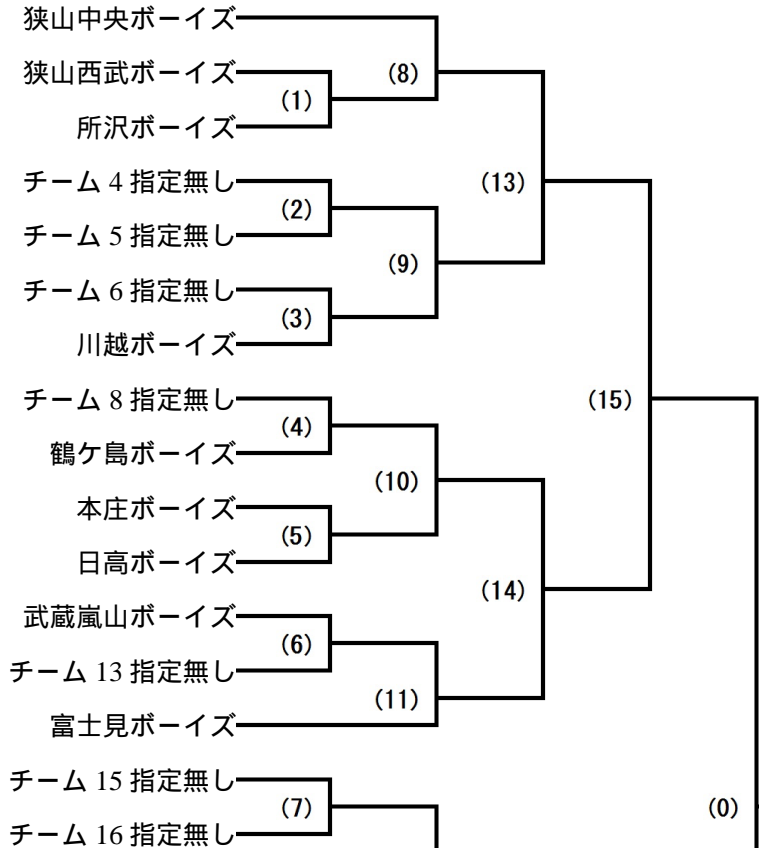 狭山中央ボーイズ
狭山西武ボーイズ
(8)
(1)
所沢ボーイズ
チーム 4 指定無し
(13)
(2)
チーム 5 指定無し
(9)
チーム 6 指定無し
(3)
川越ボーイズ
チーム 8 指定無し
(15)
(4)
鶴ケ島ボーイズ
(10)
本庄ボーイズ
(5)
日高ボーイズ
(14)
武蔵嵐山ボーイズ
(6)
チーム 13 指定無し
(11)
富士見ボーイズ
チーム 15 指定無し
(7)
(0)
チーム 16 指定無し